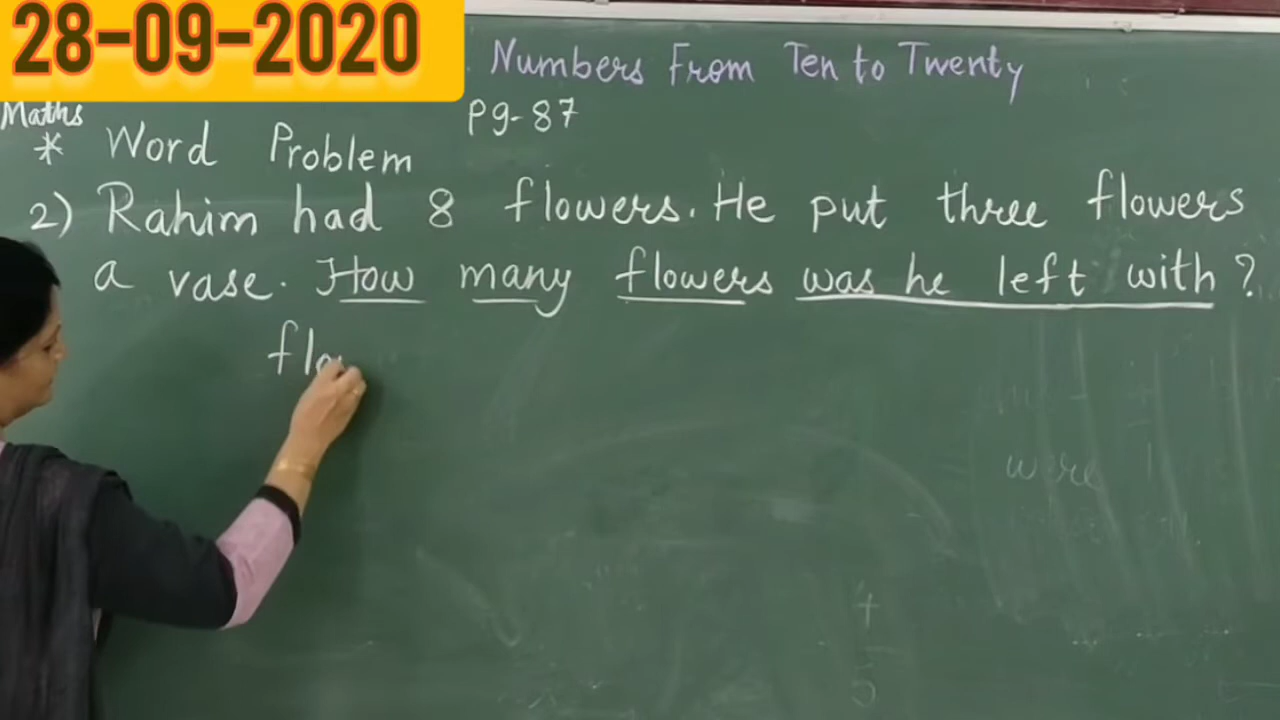 28-09-2020
Numbers From Ten to Twenty
Maths
Pg-87
* Word Problem
2) Rahim had 8 flowers. He put three flowers
a vase. How many flowers was he left with?
flo
were